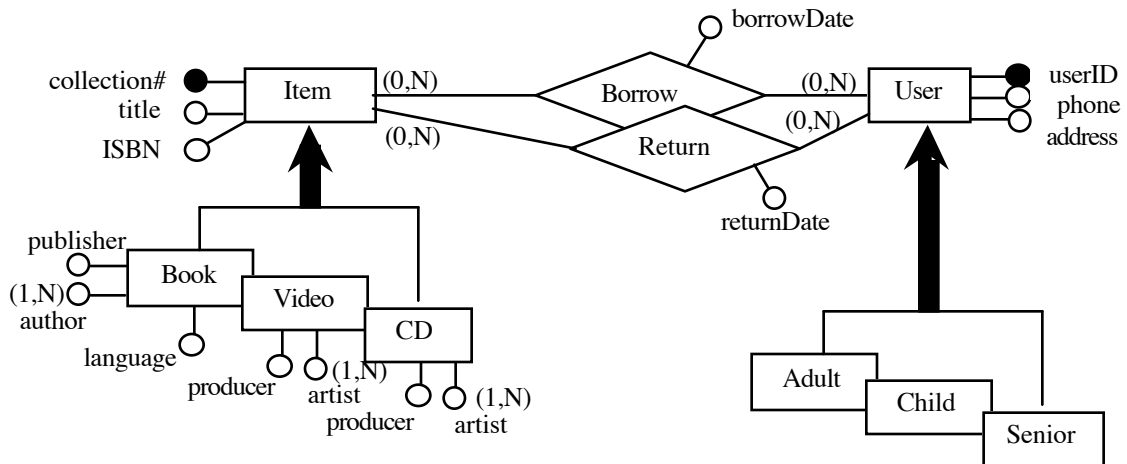 borrowDate
collection#
title
ISBN
Item
(0,N)
(0,N)
Borrow
Return
(0,N)
(0,N)
User
userID
phone
address
returnDate
publisher
(1,N)
author
language
Book
Video
CD
producer
artist
(1,N)
producer
(1,N)
artist
Adult
Child
Senior